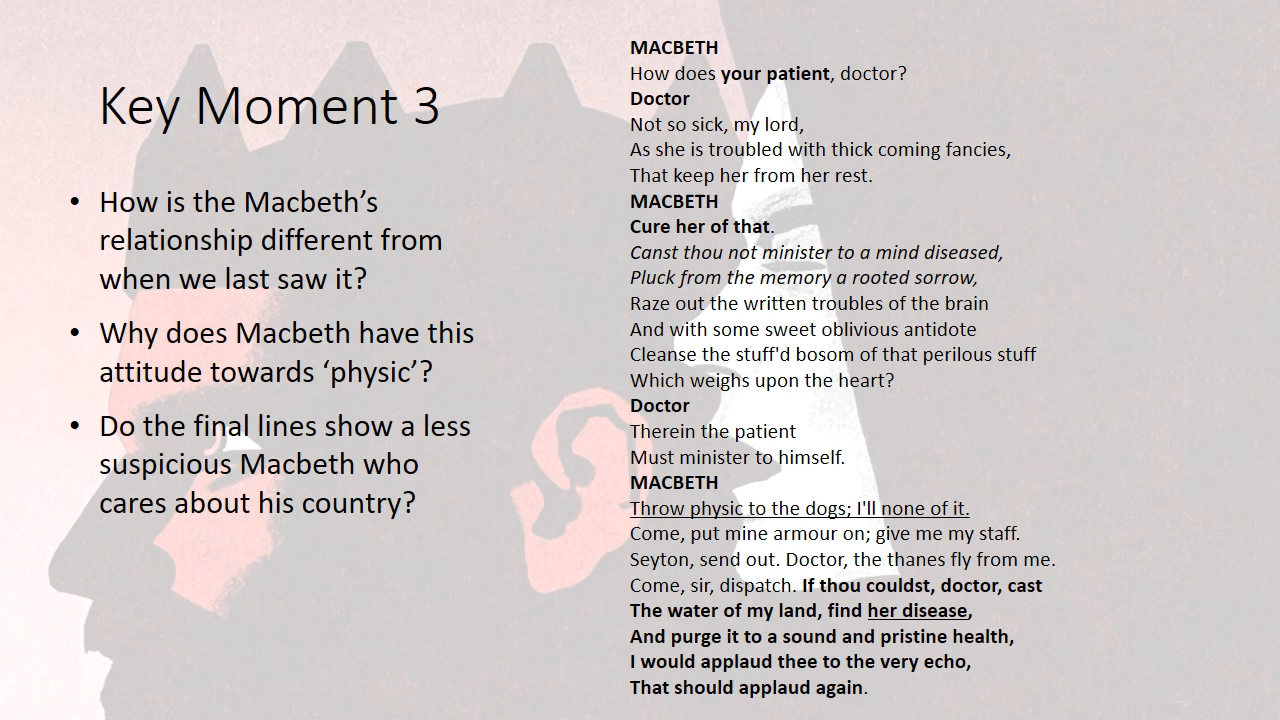 Key Moment 3
• How is the Macbeth's
relationship different from
when we last saw it?
• Why does Macbeth have this
attitude towards ‘physic’?
• Do the final lines show a less
suspicious Macbeth who
cares about his country?
MACBETH
How does your patient, doctor?
Doctor
Not so sick, my lord,
As she is troubled with thick coming fancies,
That keep her from her rest.
MACBETH
Cure her of that.
Canst thou not minister to a mind diseased,
Pluck from the memory a rooted sorrow,
Raze out the written troubles of the brain
And with some sweet oblivious antidote
Cleanse the stuff'd bosom of that perilous stuff
Which weighs upon the heart?
Doctor
Therein the patient
Must minister to himself.
MACBETH
Throw physic to the dogs; I'll none of it.
Come, put mine armour on; give me my staff.
Seyton, send out. Doctor, the thanes fly from me.
Come, sir, dispatch. If thou couldst, doctor, cast
The water of my land, find her disease,
And purge it to a sound and pristine health,
I would applaud thee to the very echo,
That should applaud again.